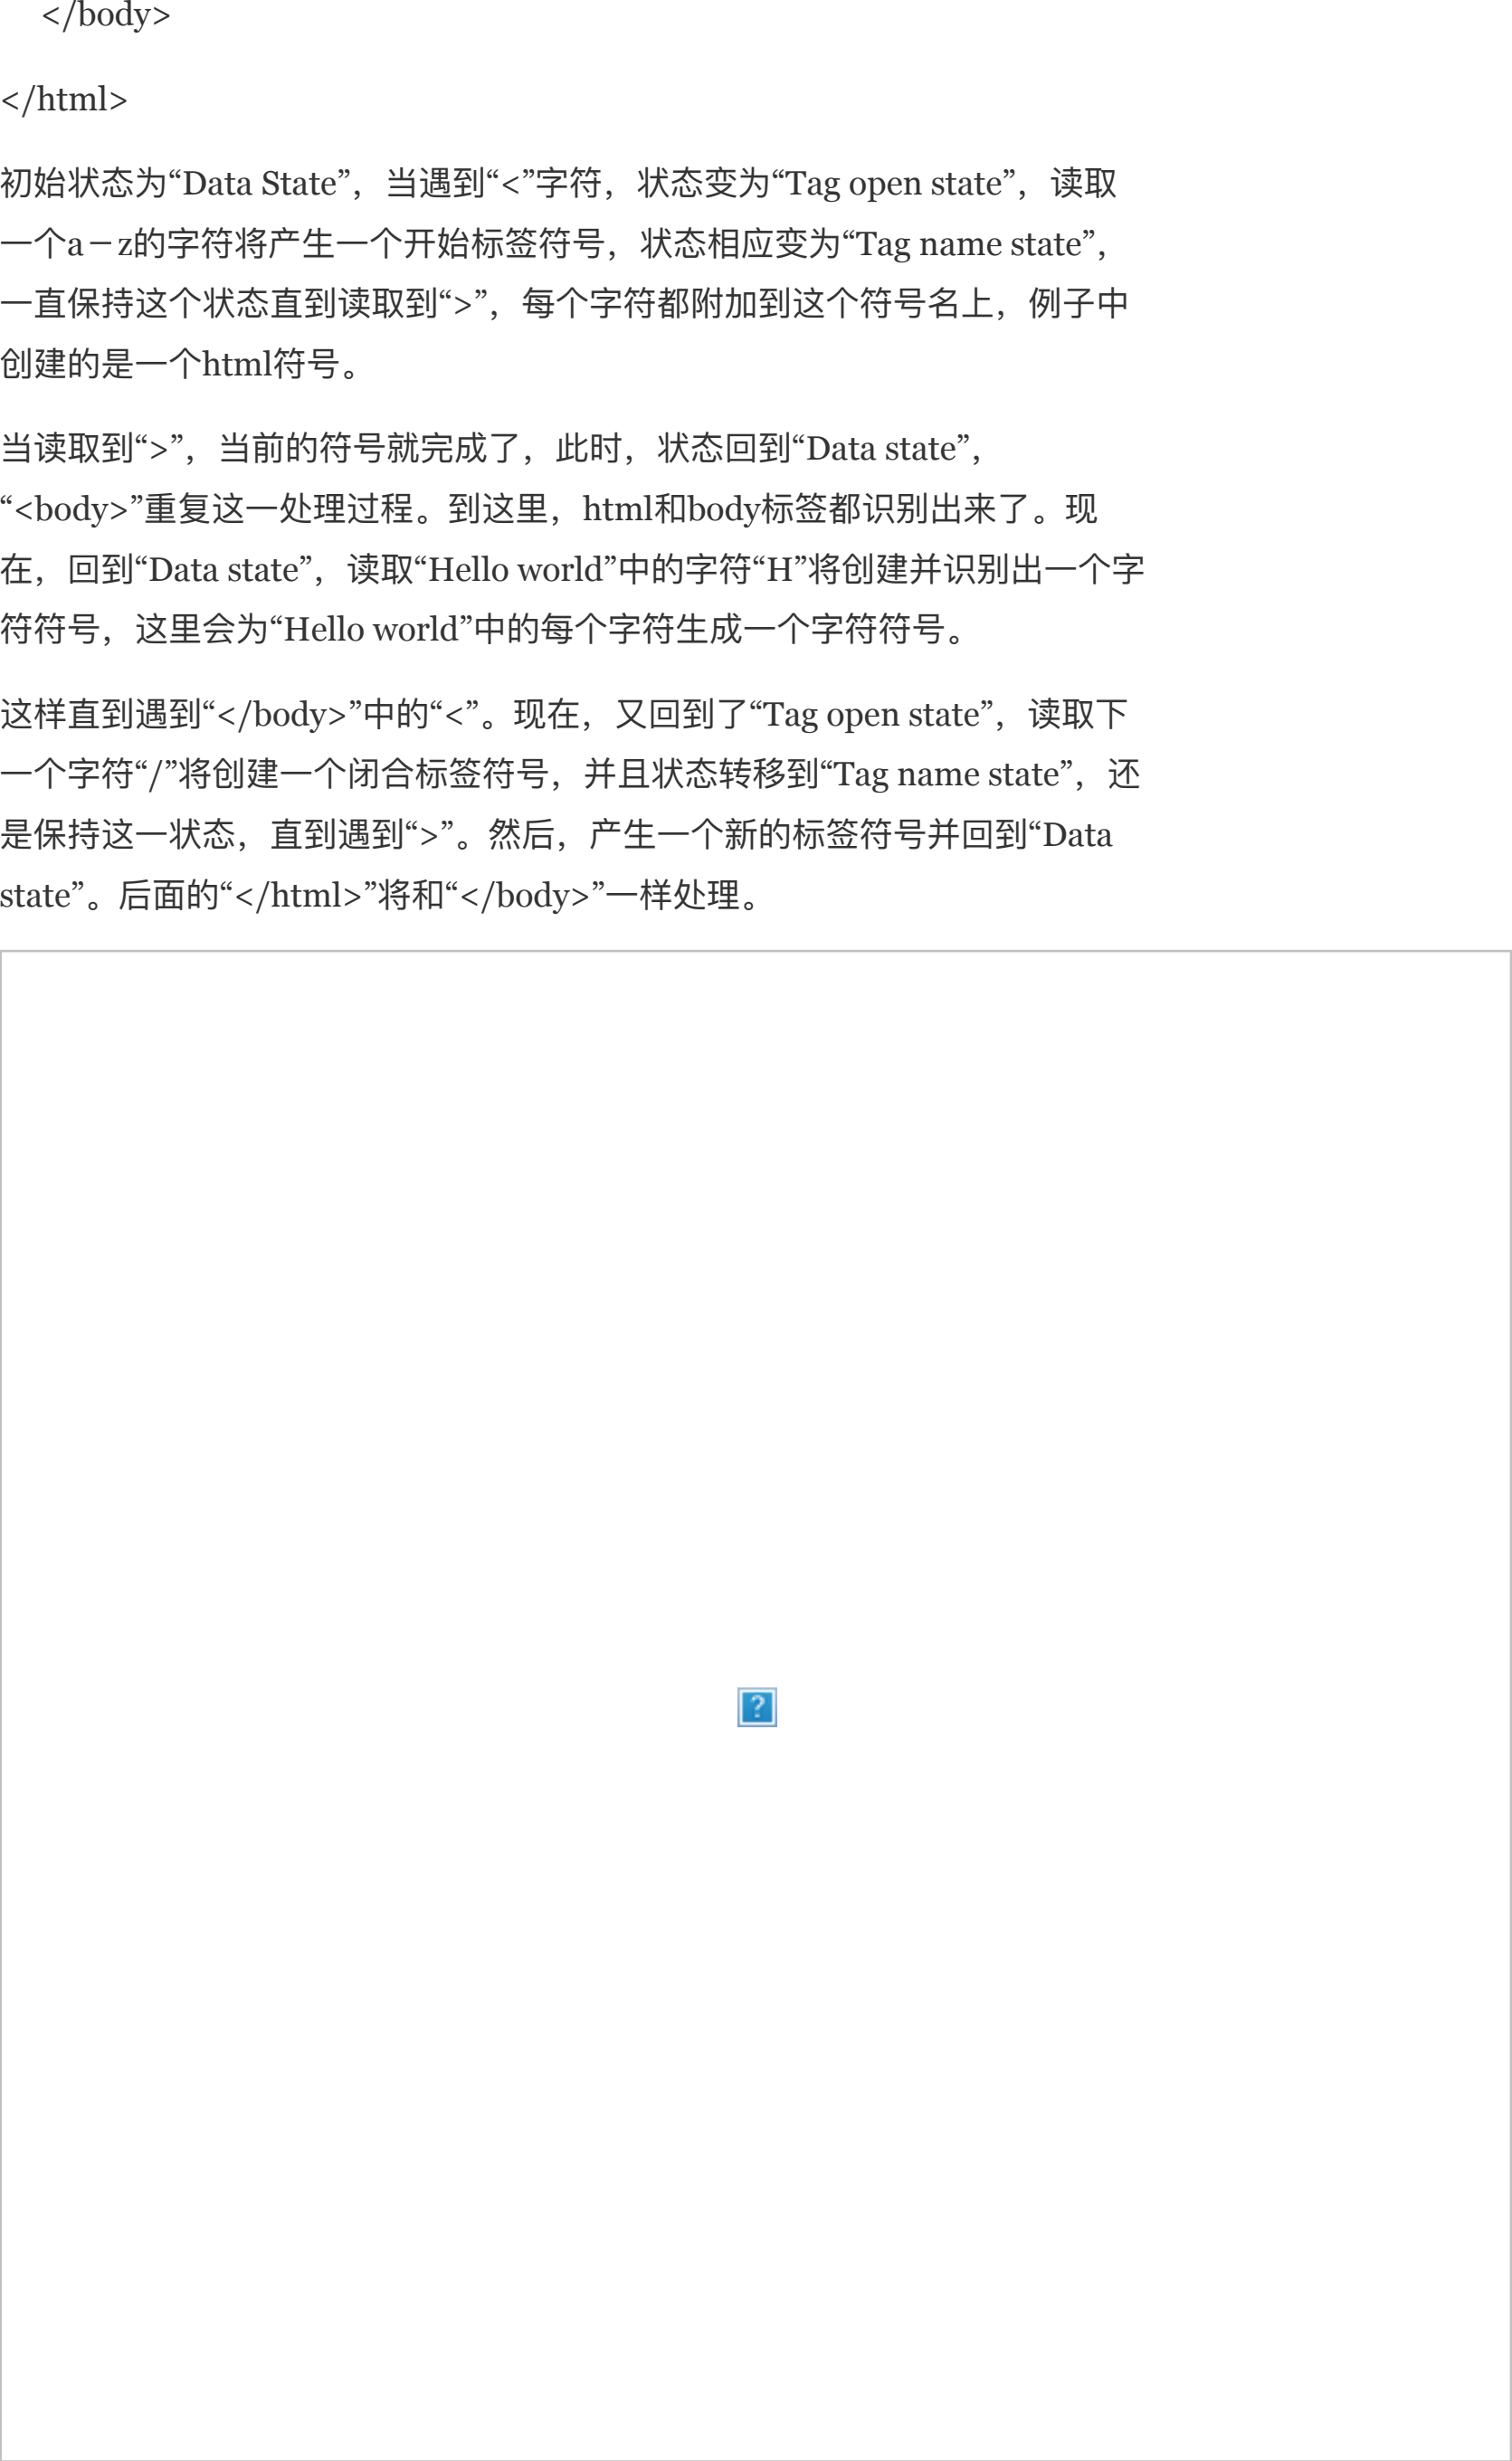 </body>
</html>
初始状态为“Data State”，当遇到“<”字符，状态变为“Tag open state”，读取
一个a－z的字符将产生一个开始标签符号，状态相应变为“Tag name state”，
一直保持这个状态直到读取到“>”，每个字符都附加到这个符号名上，例子中
创建的是一个html符号。
当读取到“>”，当前的符号就完成了，此时，状态回到“Data state”，
“<body>”重复这一处理过程。到这里，html和body标签都识别出来了。现
在，回到“Data state”，读取“Hello world”中的字符“H”将创建并识别出一个字
符符号，这里会为“Hello world”中的每个字符生成一个字符符号。
这样直到遇到“</body>”中的“<”。现在，又回到了“Tag open state”，读取下
一个字符“/”将创建一个闭合标签符号，并且状态转移到“Tag name state”，还
是保持这一状态，直到遇到“>”。然后，产生一个新的标签符号并回到“Data
state”。后面的“</html>”将和“</body>”一样处理。
?